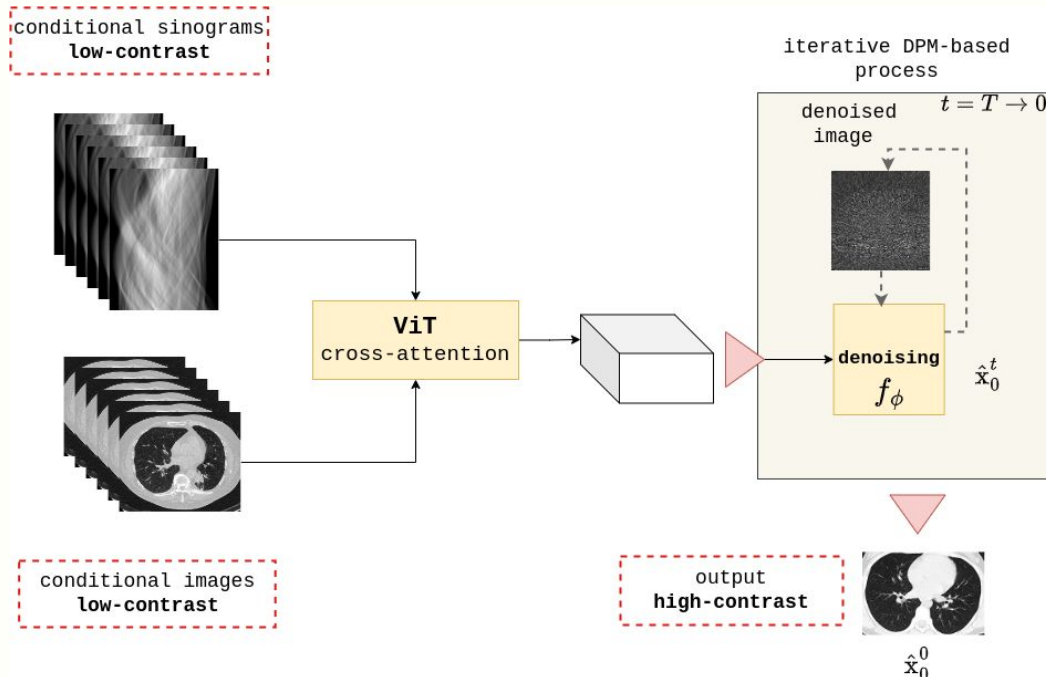 conditional sinograms
low-contrast
iterative DPM-based
process
t = T → 0
denoised
image
ViT
cross-attention
denoising
f_ϕ
x̂_0^t
conditional images
low-contrast
output
high-contrast
x̂_0^0